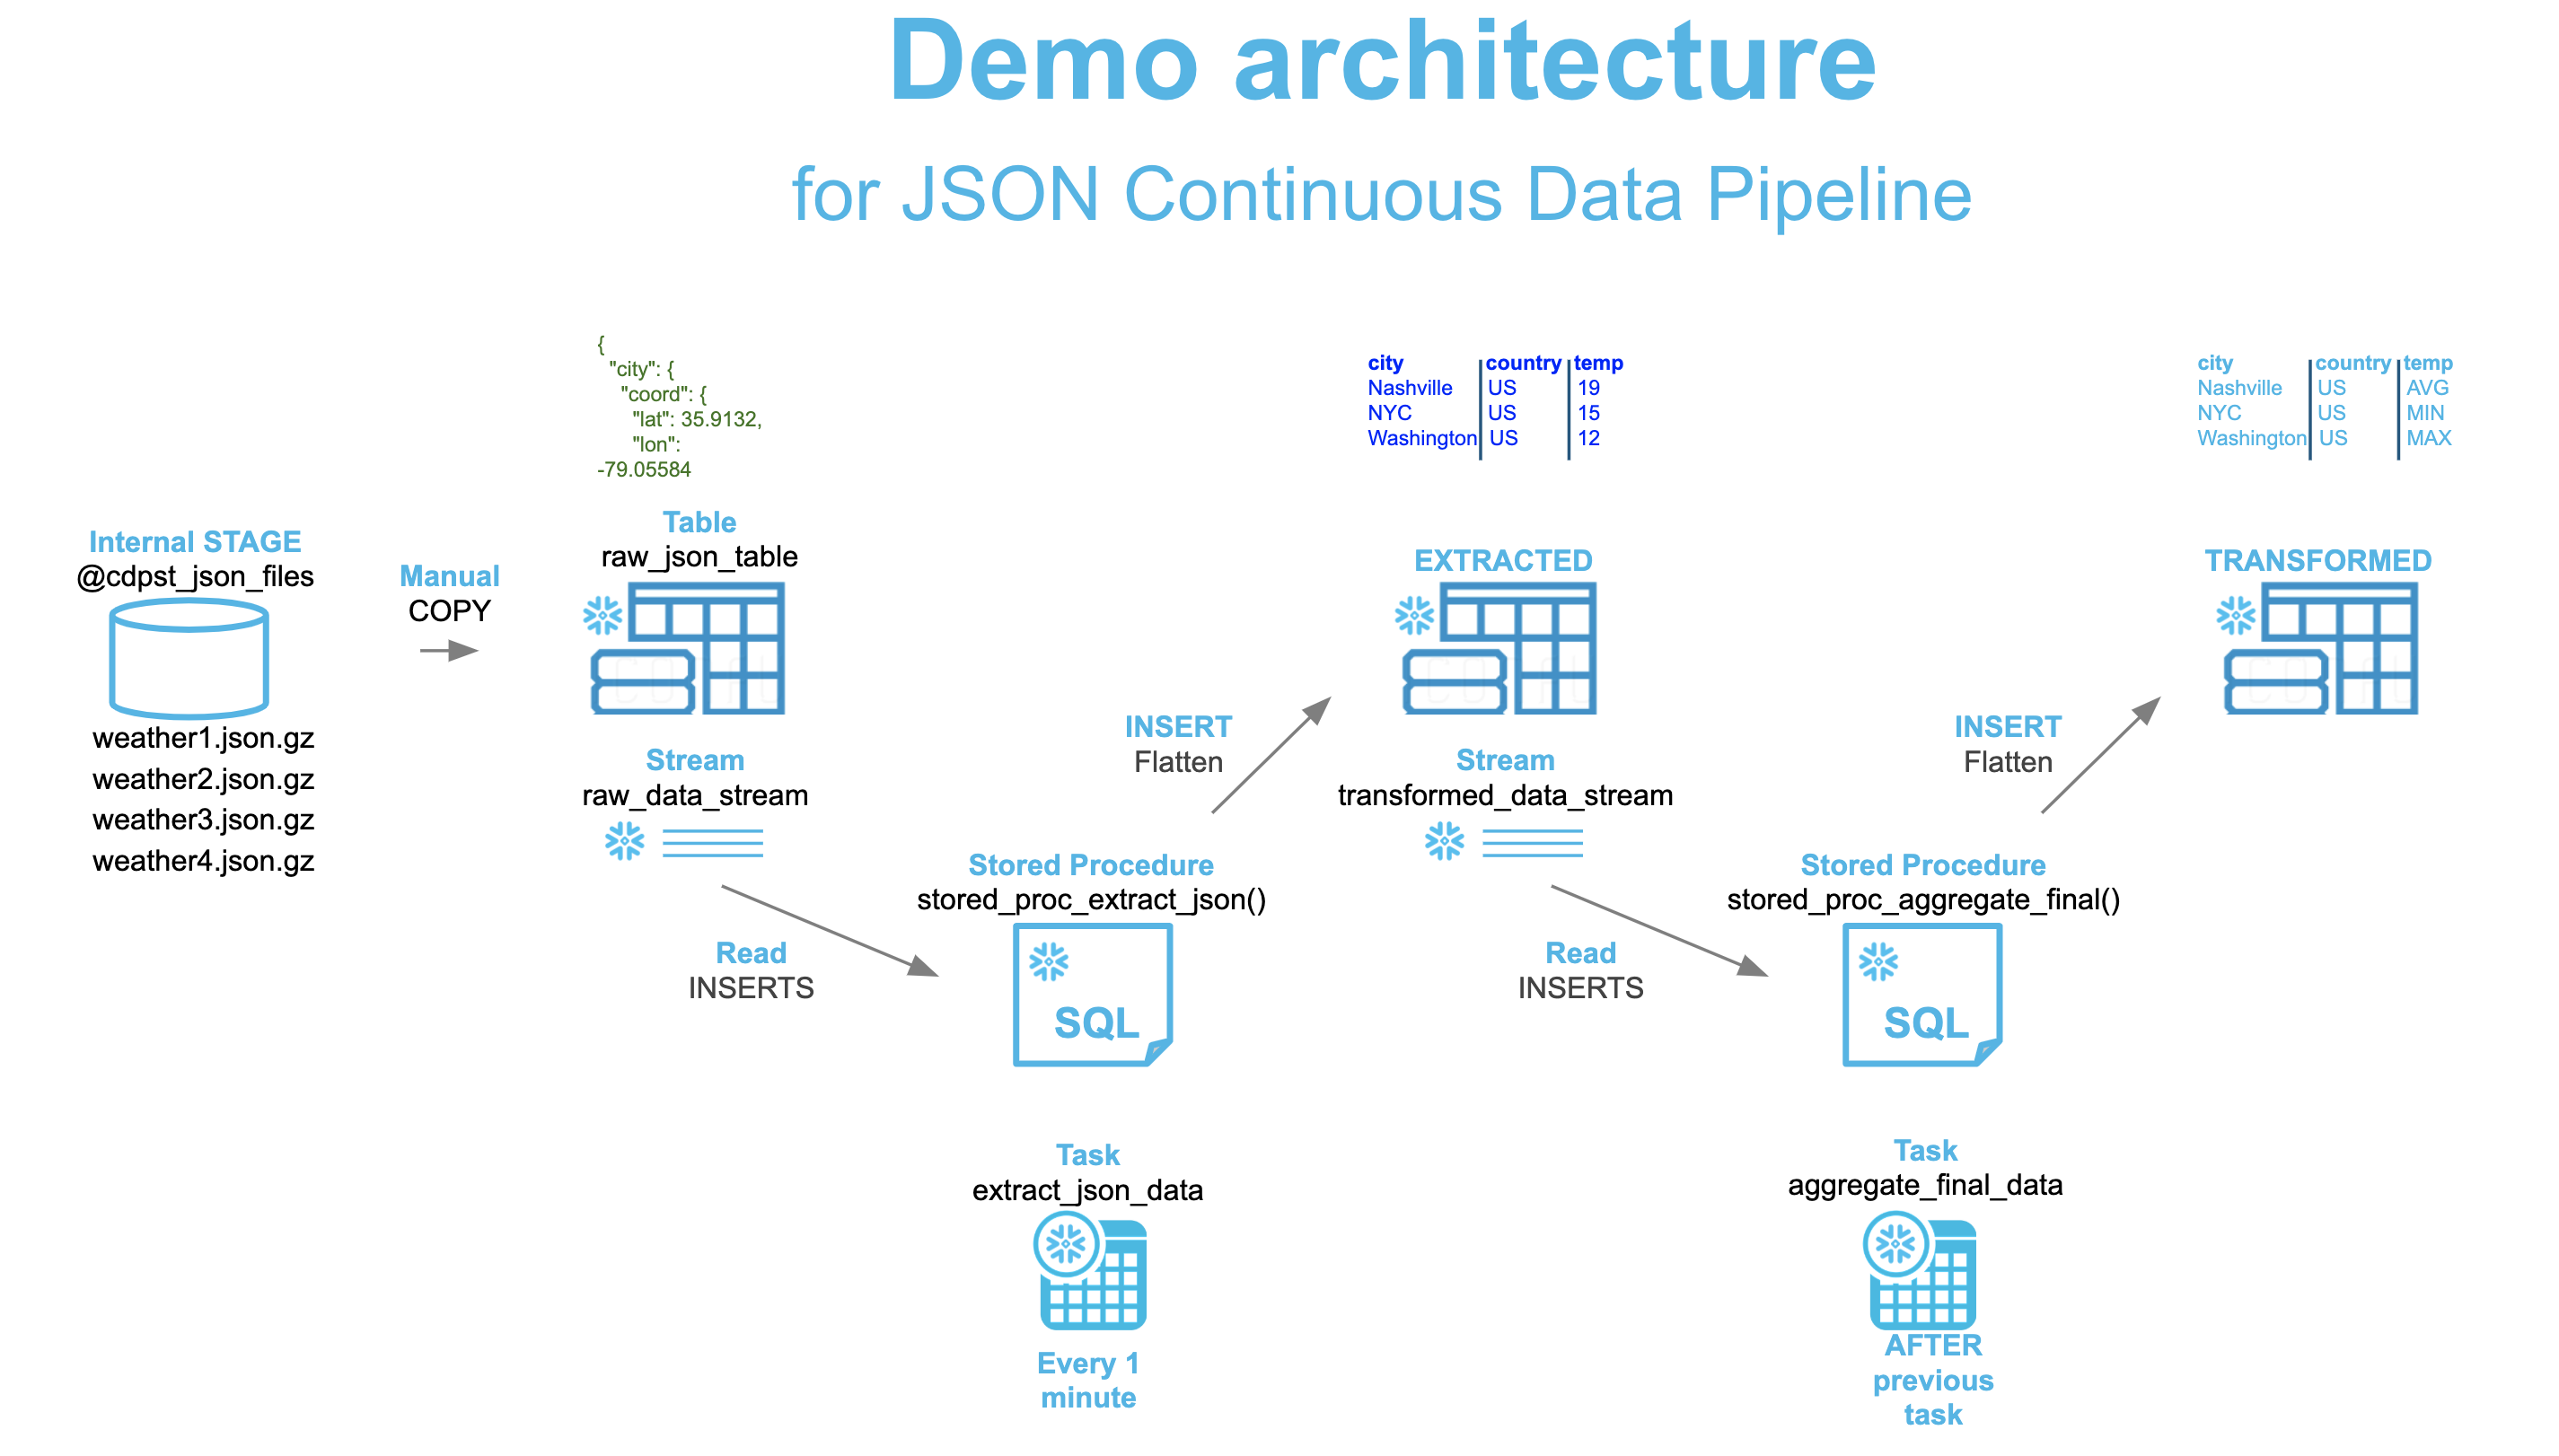 Demo architecture
for JSON Continuous Data Pipeline
Internal STAGE
@cdpst_json_files
weather1.json.gz
weather2.json.gz
weather3.json.gz
weather4.json.gz
Manual
COPY
{
"city": {
"coord": {
"lat": 35.9132,
"lon":
-79.05584
Table
raw_json_table
Stream
raw_data_stream
Read
INSERTS
Stored Procedure
stored_proc_extract_json()
SQL
Task
extract_json_data
Every 1
minute
INSERT
Flatten
city country temp
Nashville US 19
NYC US 15
Washington US 12
EXTRACTED
Stream
transformed_data_stream
Read
INSERTS
Stored Procedure
stored_proc_aggregate_final()
SQL
Task
aggregate_final_data
AFTER
previous
task
INSERT
Flatten
city country temp
Nashville US AVG
NYC US MIN
Washington US MAX
TRANSFORMED